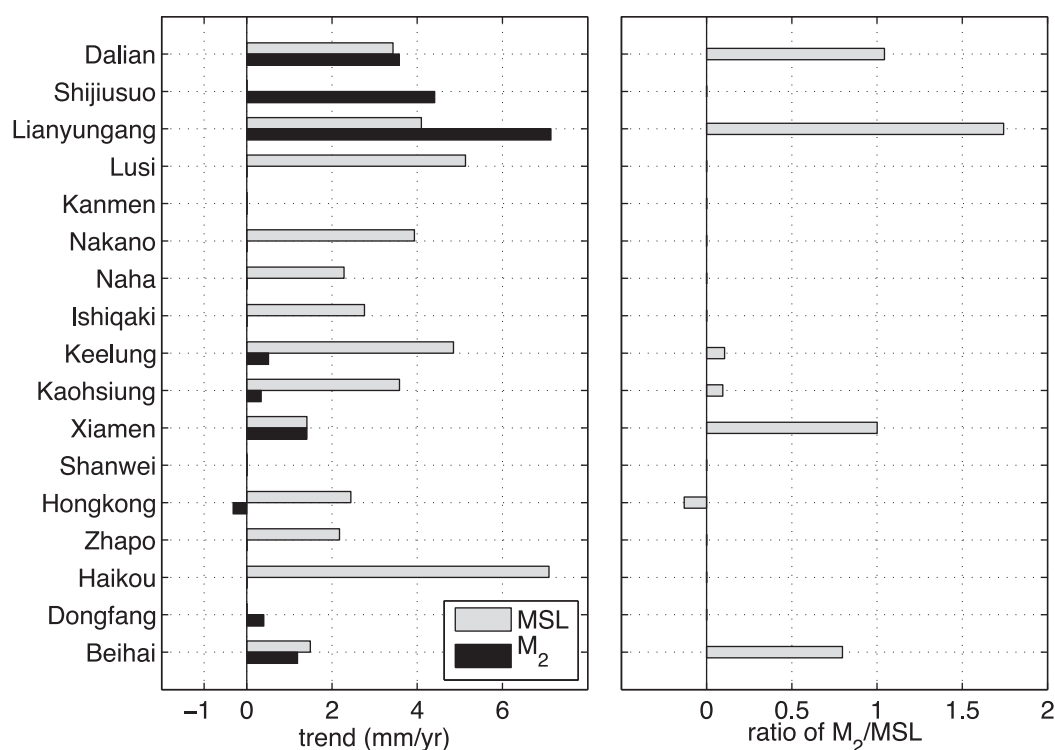 Dalian
Shijiusuo
Lianyungang
Lusi
Kanmen
Nakano
Naha
Ishiqaki
Keelung
Kaohsiung
Xiamen
Shanwei
Hongkong
Zhapo
Haikou
Dongfang
Beihai
MSL
M2
−1 0 2 4 6
trend (mm/yr)
0 0.5 1 1.5 2
ratio of M2/MSL